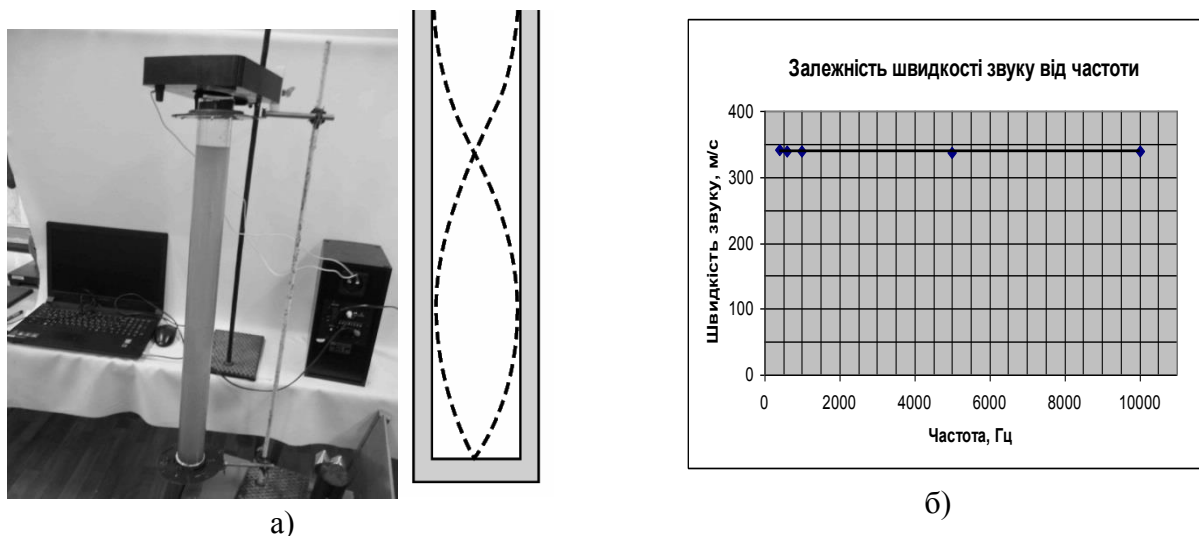 Залежність швидкості звуку від частоти
Швидкість звуку, м/с
400
300
200
100
0
0 2000 4000 6000 8000 10000
Частота, Гц
а)
б)